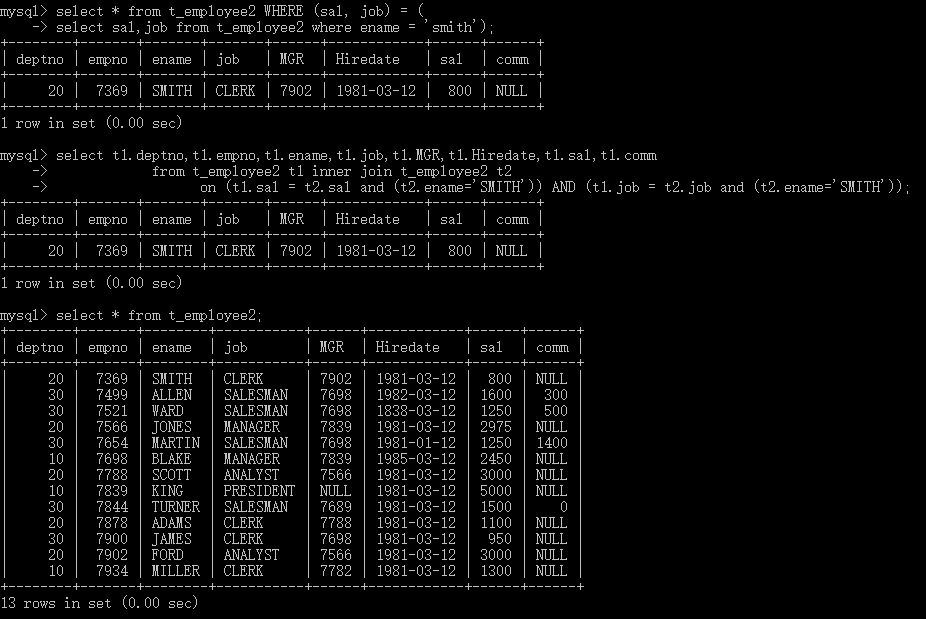 mysql> select * from t_employee2 WHERE (sal, job) = (
    -> select sal,job from t_employee2 where ename = 'smith');
+--------+-------+-------+-------+------+------------+------+------+
| deptno | empno | ename | job   | MGR  | Hiredate   | sal  | comm |
+--------+-------+-------+-------+------+------------+------+------+
|     20 |  7369 | SMITH | CLERK | 7902 | 1981-03-12 |  800 | NULL |
+--------+-------+-------+-------+------+------------+------+------+
1 row in set (0.00 sec)
mysql> select t1.deptno,t1.empno,t1.ename,t1.job,t1.MGR,t1.Hiredate,t1.sal,t1.comm
    ->             from t_employee2 t1 inner join t_employee2 t2
    ->                   on (t1.sal = t2.sal and (t2.ename='SMITH')) AND (t1.job = t2.job and (t2.ename='SMITH'));
+--------+-------+-------+-------+------+------------+------+------+
| deptno | empno | ename | job   | MGR  | Hiredate   | sal  | comm |
+--------+-------+-------+-------+------+------------+------+------+
|     20 |  7369 | SMITH | CLERK | 7902 | 1981-03-12 |  800 | NULL |
+--------+-------+-------+-------+------+------------+------+------+
1 row in set (0.00 sec)
mysql> select * from t_employee2;
+--------+-------+--------+-----------+------+------------+------+------+
| deptno | empno | ename  | job       | MGR  | Hiredate   | sal  | comm |
+--------+-------+--------+-----------+------+------------+------+------+
|     20 |  7369 | SMITH  | CLERK     | 7902 | 1981-03-12 |  800 | NULL |
|     30 |  7499 | ALLEN  | SALESMAN  | 7698 | 1982-03-12 | 1600 |  300 |
|     30 |  7521 | WARD   | SALESMAN  | 7698 | 1838-03-12 | 1250 |  500 |
|     20 |  7566 | JONES  | MANAGER   | 7839 | 1981-03-12 | 2975 | NULL |
|     30 |  7654 | MARTIN | SALESMAN  | 7698 | 1981-01-12 | 1250 | 1400 |
|     10 |  7698 | BLAKE  | MANAGER   | 7839 | 1985-03-12 | 2450 | NULL |
|     20 |  7788 | SCOTT  | ANALYST   | 7566 | 1981-03-12 | 3000 | NULL |
|     10 |  7839 | KING   | PRESIDENT | NULL | 1981-03-12 | 5000 | NULL |
|     30 |  7844 | TURNER | SALESMAN  | 7689 | 1981-03-12 | 1500 |    0 |
|     20 |  7878 | ADAMS  | CLERK     | 7788 | 1981-03-12 | 1100 | NULL |
|     30 |  7900 | JAMES  | CLERK     | 7698 | 1981-03-12 |  950 | NULL |
|     20 |  7902 | FORD   | ANALYST   | 7566 | 1981-03-12 | 3000 | NULL |
|     10 |  7934 | MILLER | CLERK     | 7782 | 1981-03-12 | 1300 | NULL |
+--------+-------+--------+-----------+------+------------+------+------+
13 rows in set (0.00 sec)